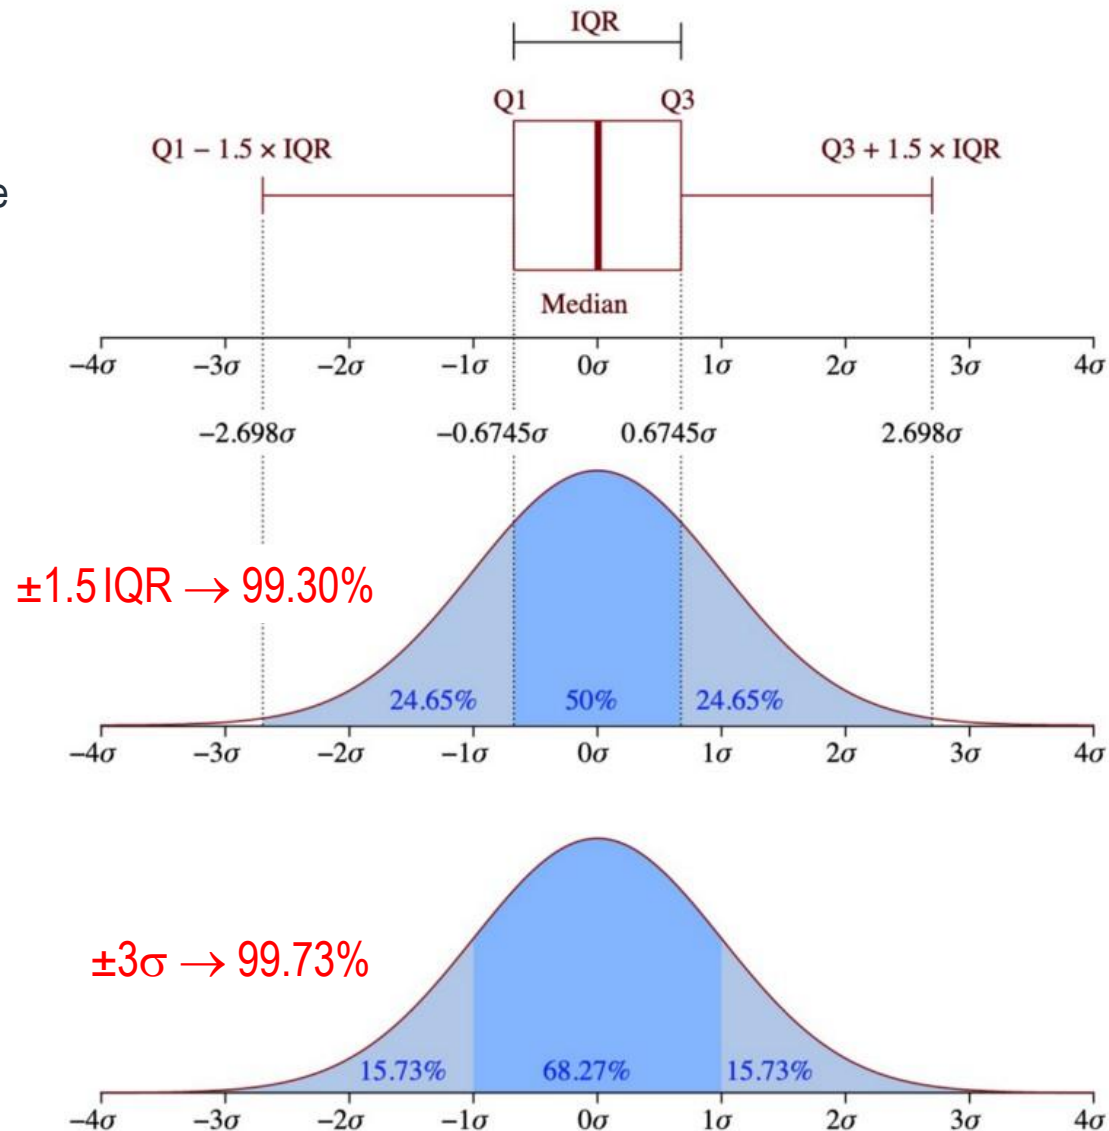 IQR
Q1 Q3
Q1 − 1.5 × IQR Q3 + 1.5 × IQR
e
Median
−4σ −3σ −2σ −1σ 0σ 1σ 2σ 3σ 4σ
−2.698σ −0.6745σ 0.6745σ 2.698σ
±1.5 IQR → 99.30%
24.65% 50% 24.65%
−4σ −3σ −2σ −1σ 0σ 1σ 2σ 3σ 4σ
±3σ → 99.73%
15.73% 68.27% 15.73%
−4σ −3σ −2σ −1σ 0σ 1σ 2σ 3σ 4σ